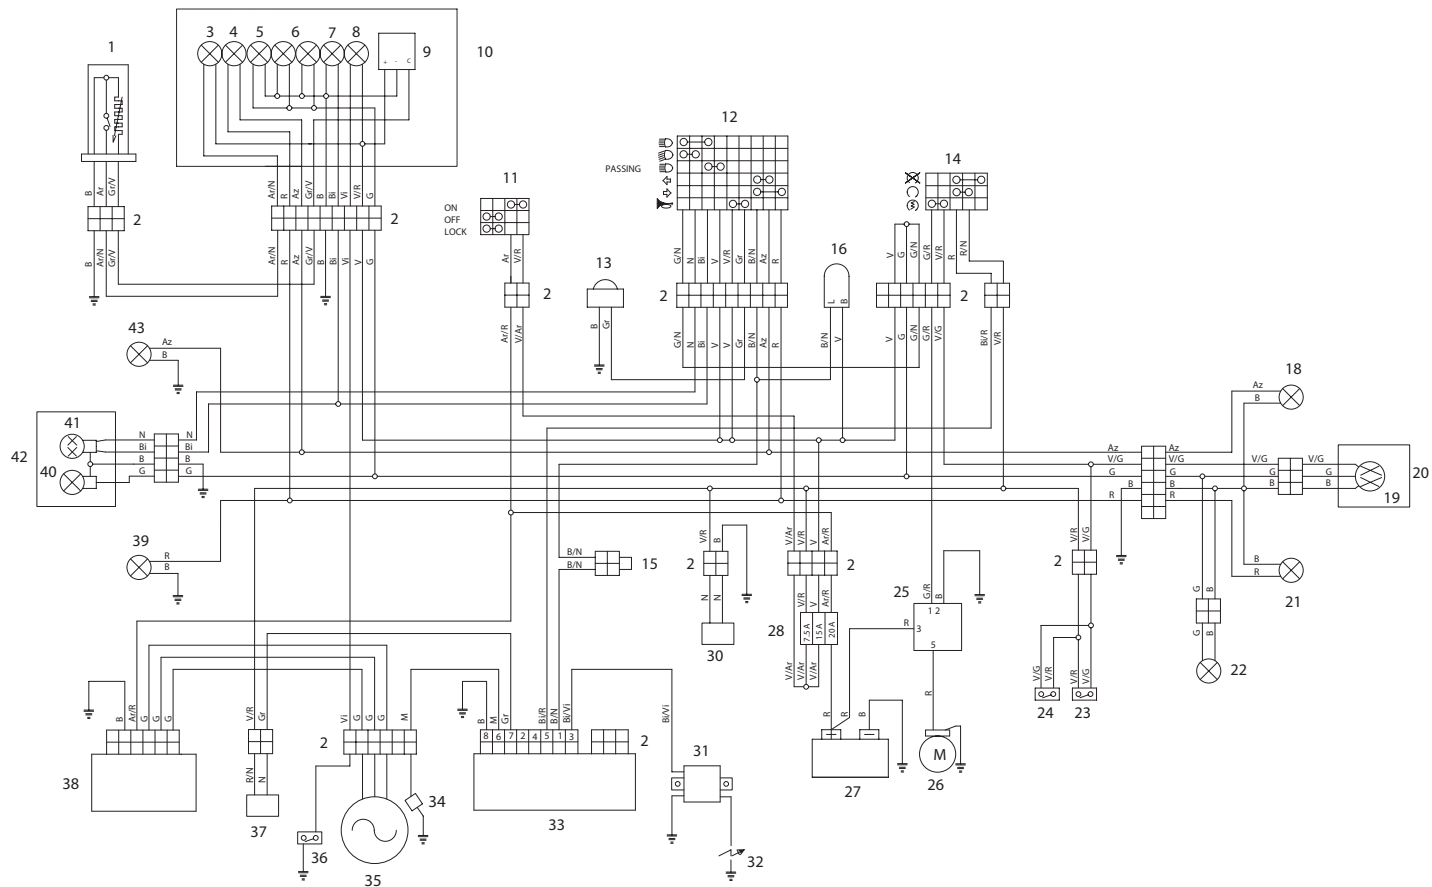 3 4 5 6 7 8
9
10
1
+ - C
12
PASSING
14
11
ON
OFF
LOCK
B Ar Gr/V
2
Ar/N R Az Gr/V B Bi Vi V/R G
2
B Ar/N Gr/V
Ar/N R Az Gr/V B Bi Vi V G
Ar V/R
2
Ar/R V/Ar
13
B Gr
G/N N Bi V V/R Gr B/N Az R
2
G/N N Bi V V Gr B/N Az R
16
L B
B/N V
V G G/N G/R V/R R R/N
2
V G G/N G/R V/G Bi/R V/R
43
Az
B
18
Az
B
41
42
40
N N
Bi Bi
B B
G G
Az Az
V/G V/G V/G V/G
G G G G
B B B B
R R
20
19
39
R
B
B/N
B/N
15
V/R B
2
N N
30
V/Ar V/R V Ar/R
2
V/R V Ar/R
28
7.5 A 15 A 20 A
V/Ar V/Ar V/Ar
25
G/R B
1 2
R 3
5
R
V/R V/G
2
V/G V/R V/R V/G
24 23
B
R
21
G B
G B
22
B Ar/R G G G
38
V/R Gr
R/N N
37
Vi G G G M
2
34
36
35
B M Gr Bi/R B/N Bi/Vi
8 6 7 2 4 5 1 3
2
33
Bi/Vi
31
32
R R B
+ −
27
M
26